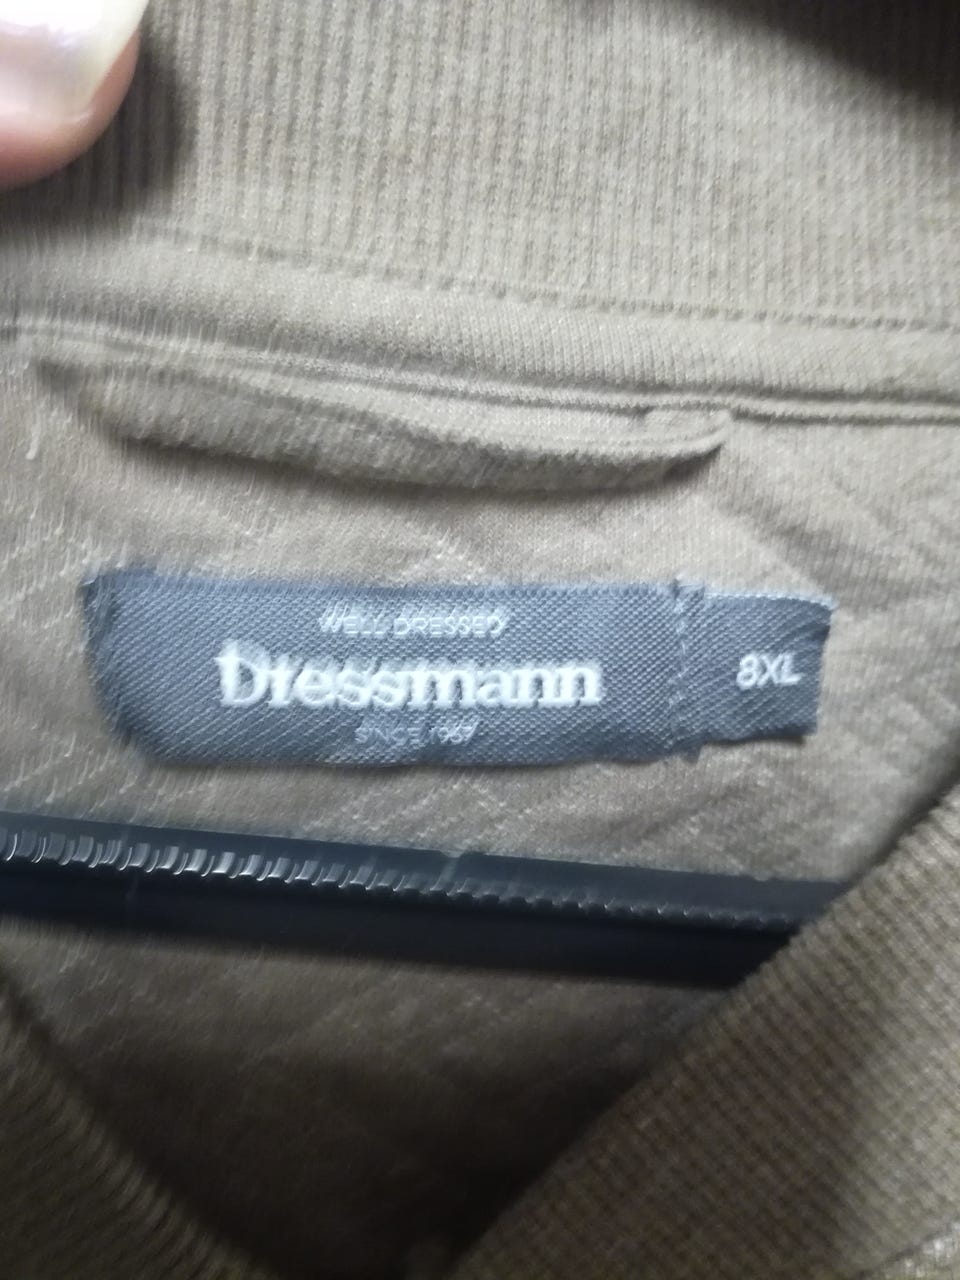 WELL DRESSED
Dressmann
SINCE 1967
8XL